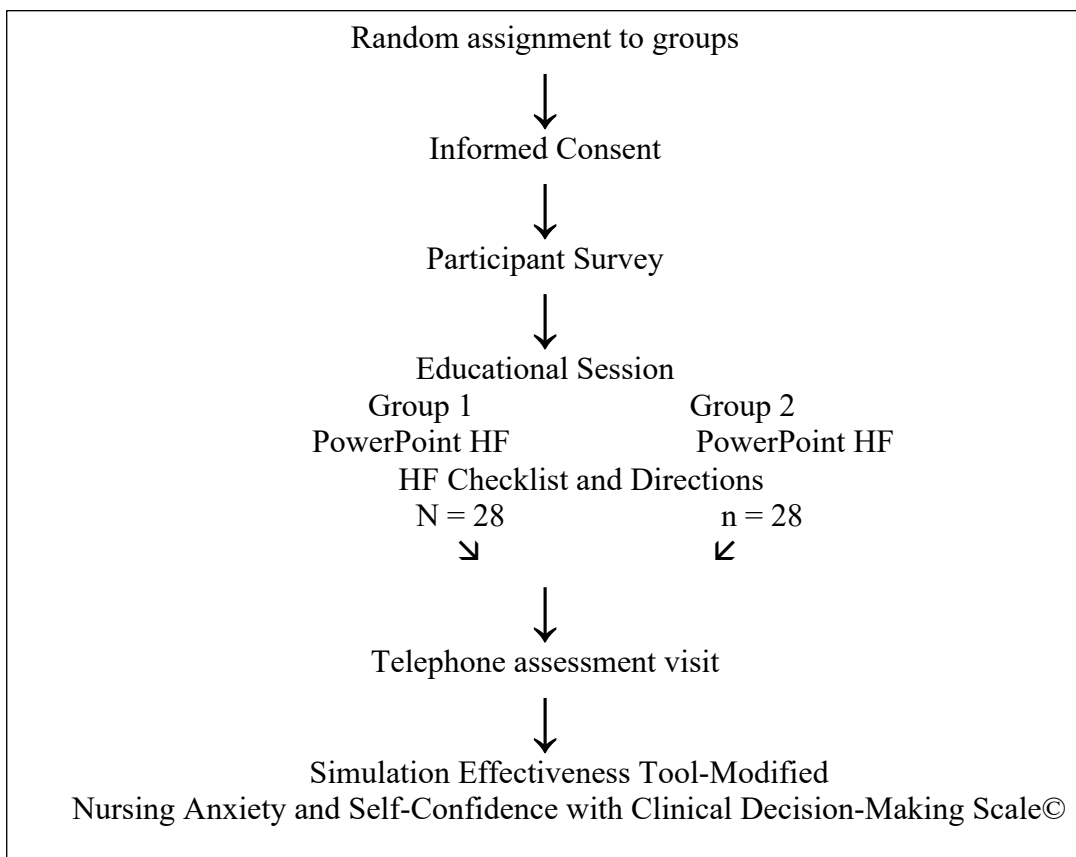 Random assignment to groups
Informed Consent
Participant Survey
Educational Session
Group 1 Group 2
PowerPoint HF PowerPoint HF
HF Checklist and Directions
N = 28 n = 28
Telephone assessment visit
Simulation Effectiveness Tool-Modified
Nursing Anxiety and Self-Confidence with Clinical Decision-Making Scale©